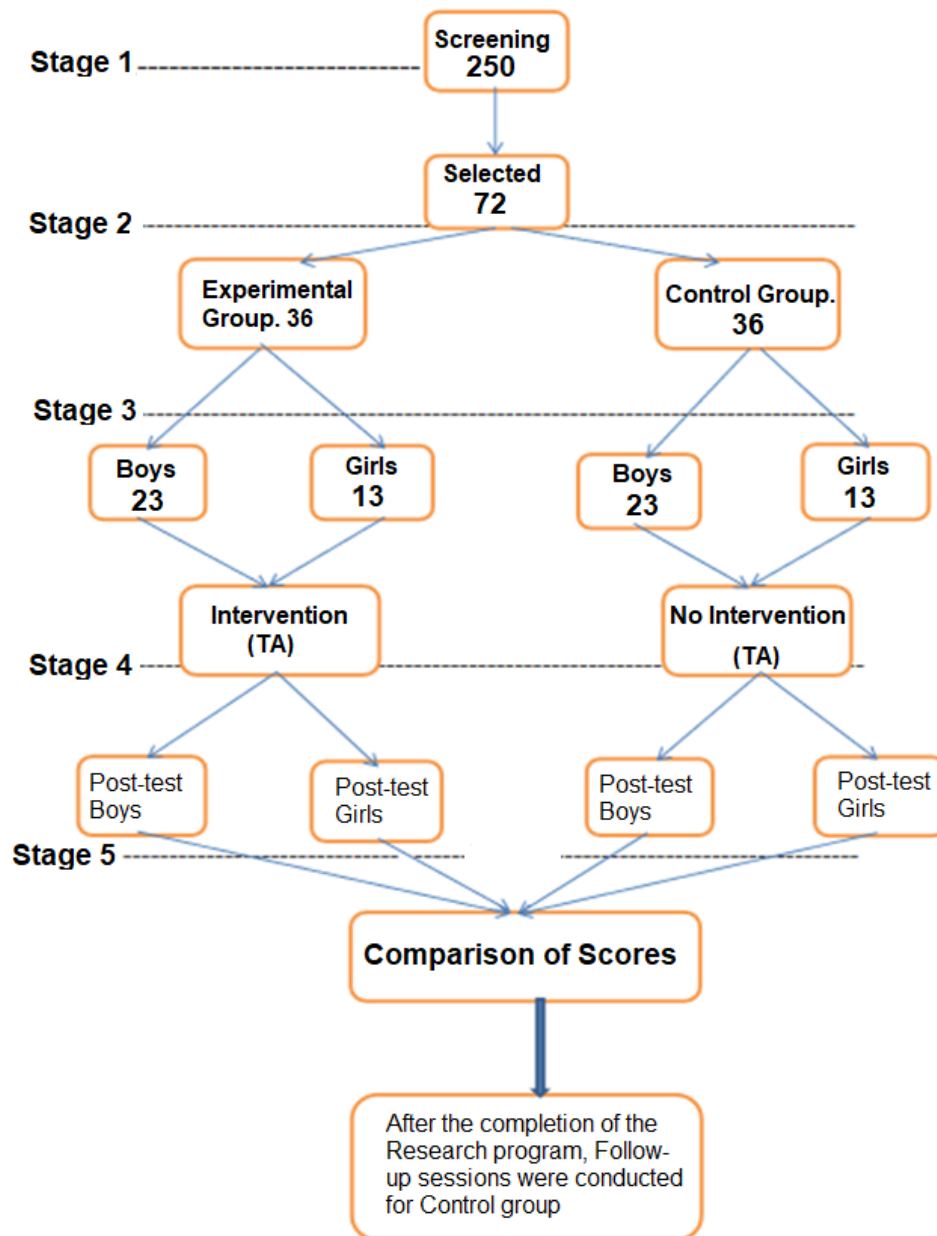 Stage 1
Screening
250
Selected
72
Stage 2
Experimental
Group. 36
Control Group.
36
Stage 3
Boys
23
Girls
13
Boys
23
Girls
13
Intervention
(TA)
No Intervention
(TA)
Stage 4
Post-test
Boys
Post-test
Girls
Post-test
Boys
Post-test
Girls
Stage 5
Comparison of Scores
After the completion of the
Research program, Follow-
up sessions were conducted
for Control group